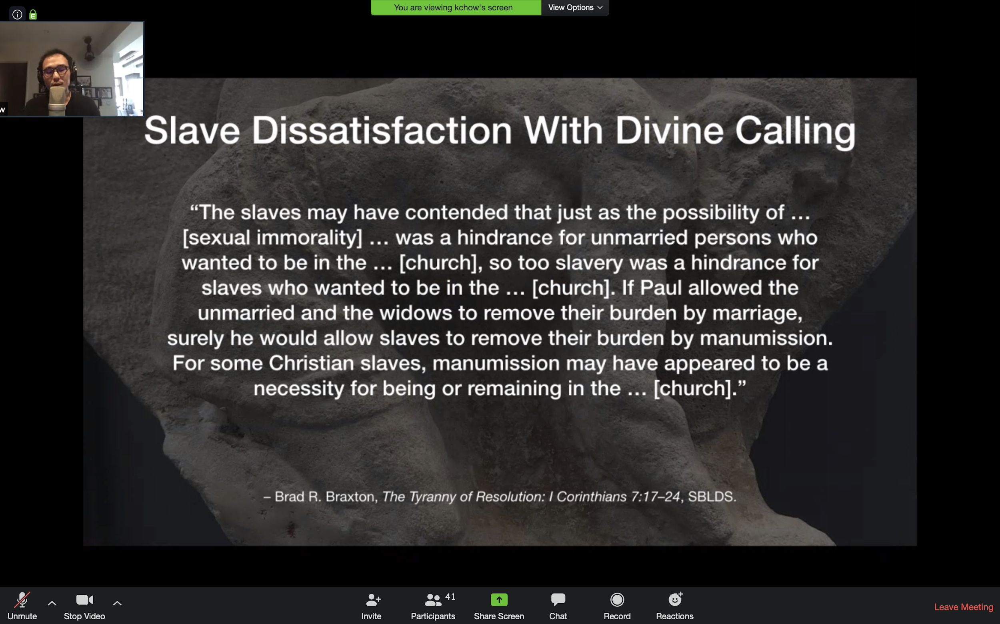 You are viewing kchow's screen
View Options
w
Slave Dissatisfaction With Divine Calling
“The slaves may have contended that just as the possibility of …
[sexual immorality] … was a hindrance for unmarried persons who
wanted to be in the … [church], so too slavery was a hindrance for
slaves who wanted to be in the … [church]. If Paul allowed the
unmarried and the widows to remove their burden by marriage,
surely he would allow slaves to remove their burden by manumission.
For some Christian slaves, manumission may have appeared to be a
necessity for being or remaining in the … [church].”
– Brad R. Braxton, The Tyranny of Resolution: I Corinthians 7:17–24, SBLDS.
Unmute
Stop Video
Invite
Participants 41
Share Screen
Chat
Record
Reactions
Leave Meeting